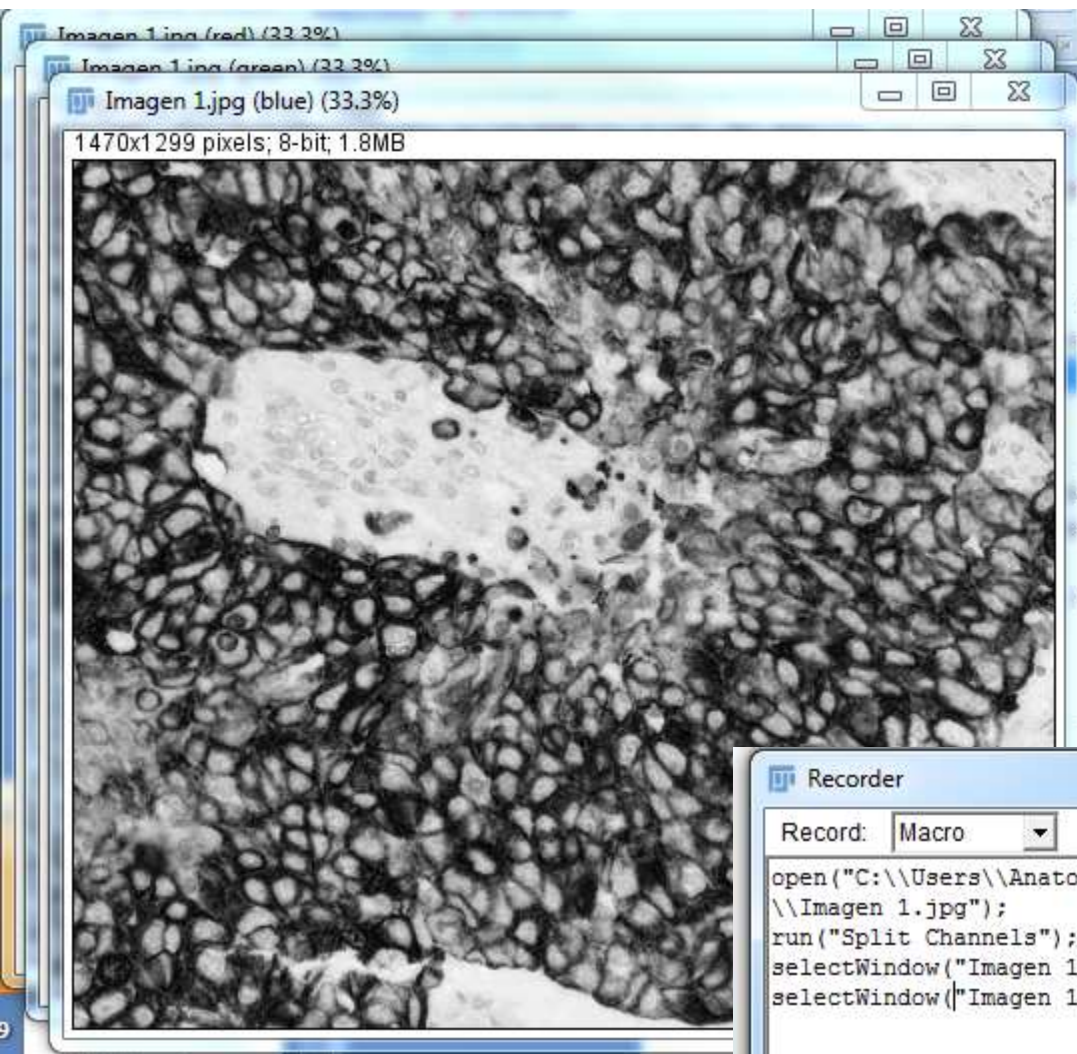 Imagen 1.jpg (red) (33.3%)
Imagen 1.jpg (green) (33.3%)
Imagen 1.jpg (blue) (33.3%)
1470x1299 pixels; 8-bit; 1.8MB
Recorder
Record: Macro
open("C:\\Users\\Anato
\\Imagen 1.jpg");
run("Split Channels");
selectWindow("Imagen 1
selectWindow("Imagen 1
9